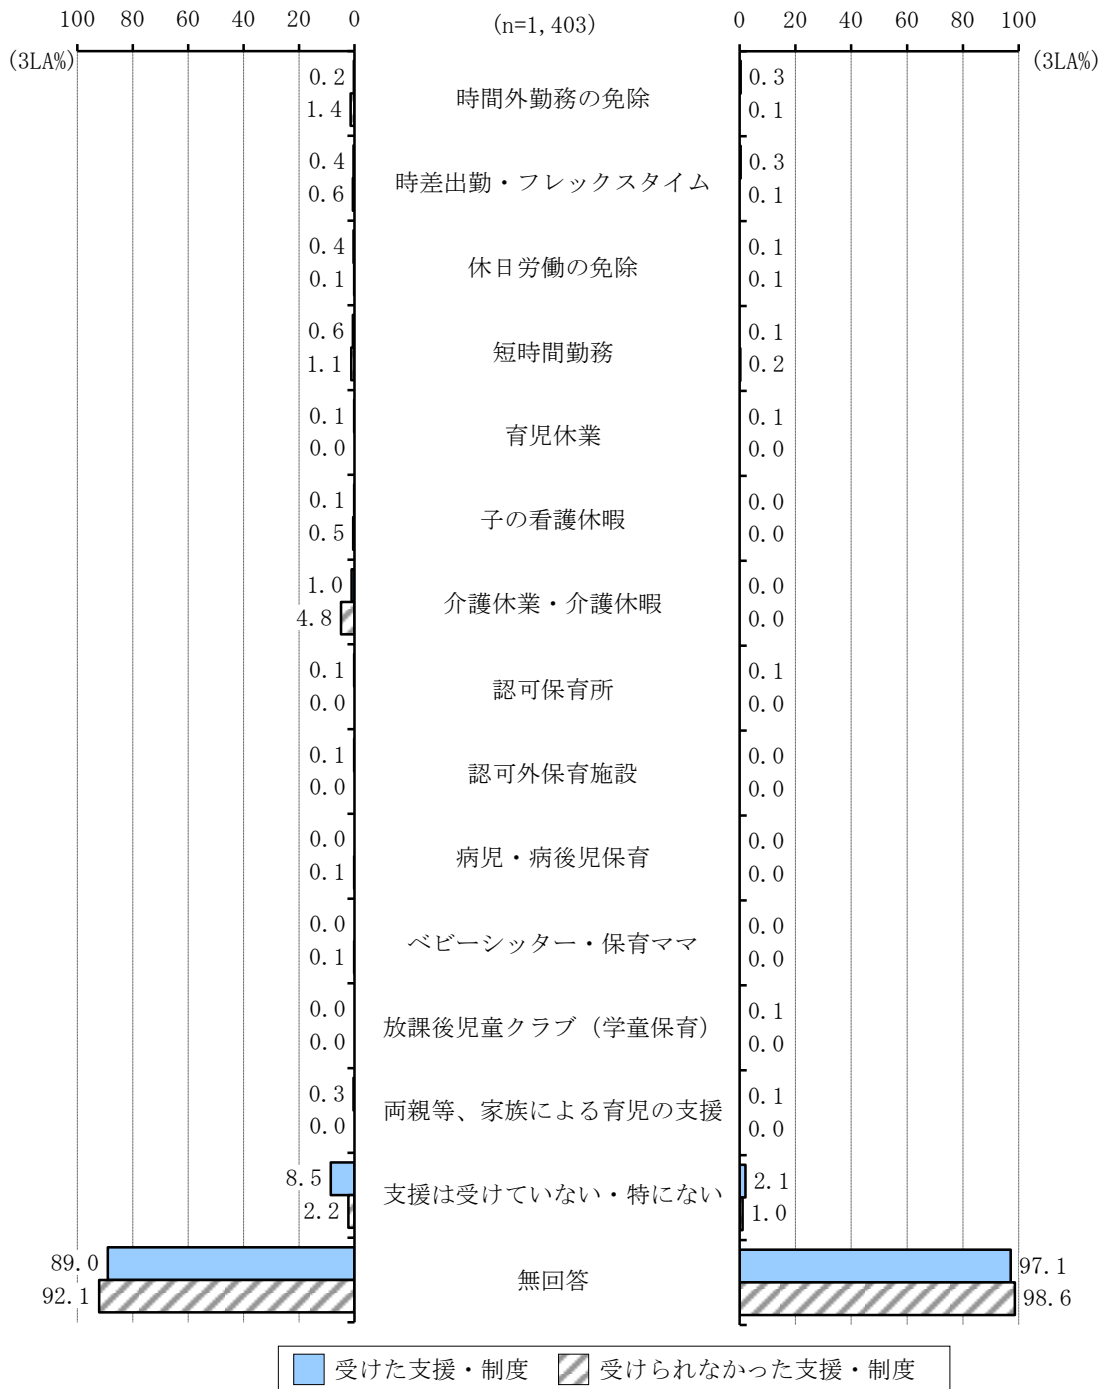 100 80 60 40 20 0 (n=1,403) 0 20 40 60 80 100
(3LA%) (3LA%)
0.2 時間外勤務の免除 0.3
1.4 0.1
0.4 時差出勤・フレックスタイム 0.3
0.6 0.1
0.4 休日労働の免除 0.1
0.1 0.1
0.6 短時間勤務 0.1
1.1 0.2
0.1 育児休業 0.1
0.0 0.0
0.1 子の看護休暇 0.0
0.5 0.0
1.0 介護休業・介護休暇 0.0
4.8 0.0
0.1 認可保育所 0.1
0.0 0.0
0.1 認可外保育施設 0.0
0.0 0.0
0.0 病児・病後児保育 0.0
0.1 0.0
0.0 ベビーシッター・保育ママ 0.0
0.1 0.0
0.0 放課後児童クラブ（学童保育） 0.1
0.0 0.0
0.3 両親等、家族による育児の支援 0.1
0.0 0.0
8.5 支援は受けていない・特にない 2.1
2.2 1.0
89.0 無回答 97.1
92.1 98.6
受けた支援・制度 受けられなかった支援・制度